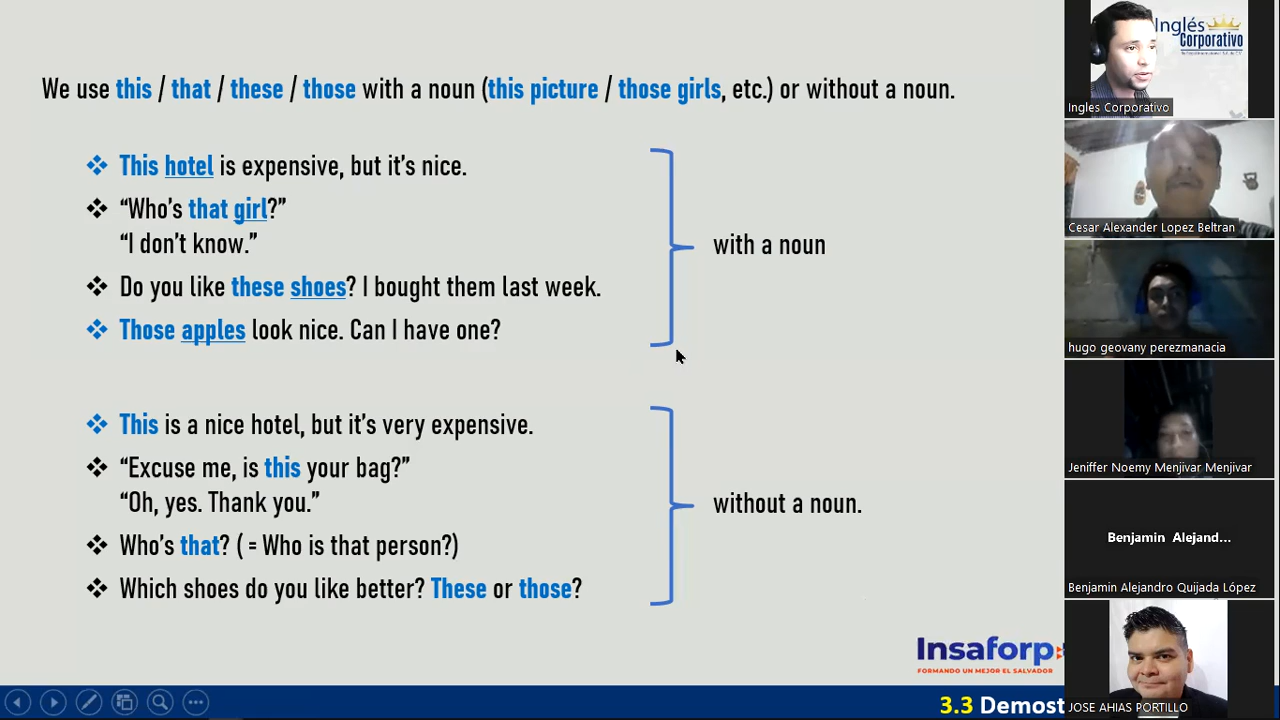 We use this / that / these / those with a noun (this picture / those girls, etc.) or without a noun.
This hotel is expensive, but it's nice.
“Who's that girl?”
“I don't know.”
Do you like these shoes? I bought them last week.
Those apples look nice. Can I have one?
with a noun
This is a nice hotel, but it's very expensive.
“Excuse me, is this your bag?”
“Oh, yes. Thank you.”
Who's that? ( = Who is that person?)
Which shoes do you like better? These or those?
without a noun.
Insaforp
FORMANDO UN MEJOR EL SALVADOR
3.3 Demost
Inglés
Corporativo
Ingles Corporativo
Cesar Alexander Lopez Beltran
hugo geovany perezmanacia
Jeniffer Noemy Menjivar Menjivar
Benjamin Alejand...
Benjamin Alejandro Quijada López
JOSE AHIAS PORTILLO